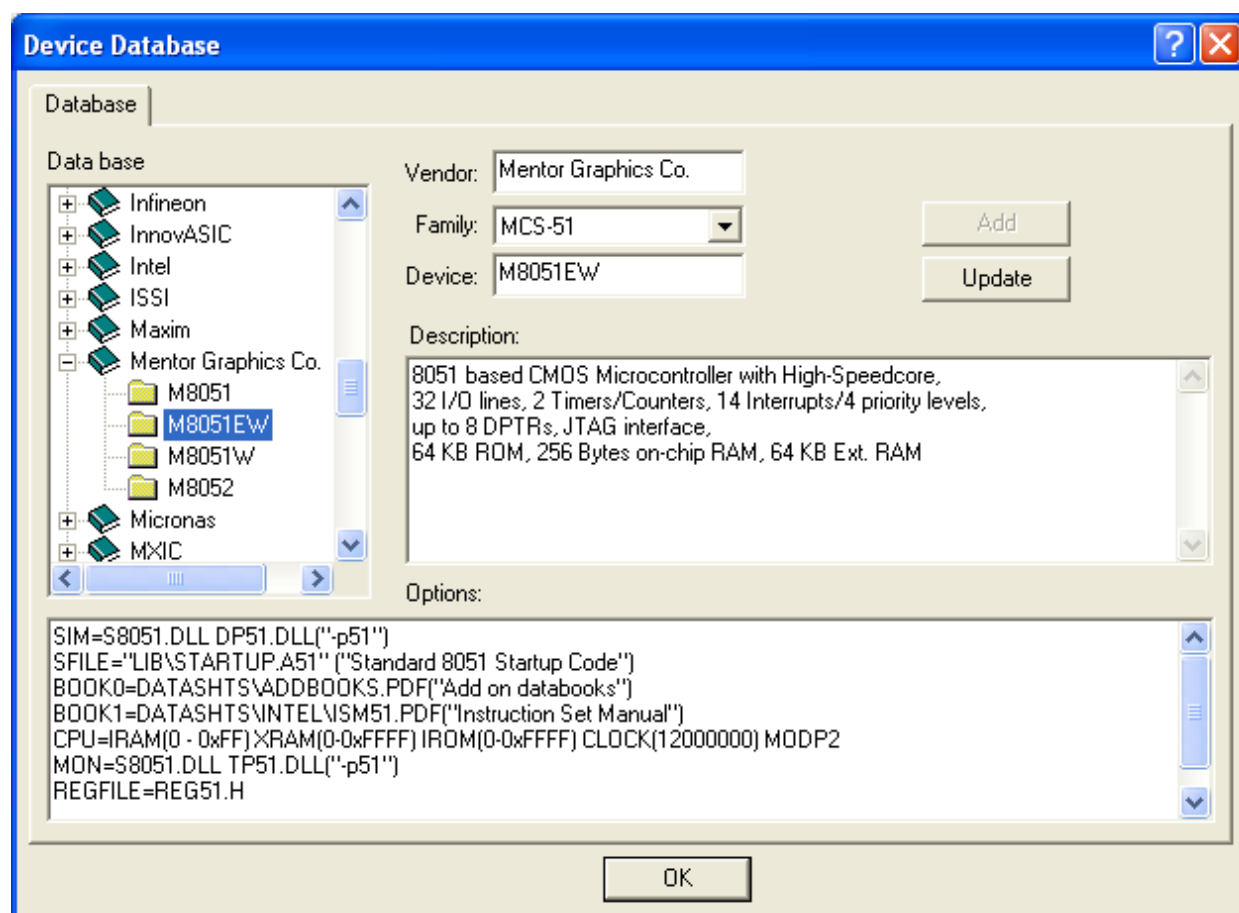 Device Database
Database
Data base
Infineon
InnovASIC
Intel
ISSI
Maxim
Mentor Graphics Co.
M8051
M8051EW
M8051W
M8052
Micronas
MXIC
Vendor: Mentor Graphics Co.
Family: MCS-51
Device: M8051EW
Add
Update
Description:
8051 based CMOS Microcontroller with High-Speedcore,
32 I/O lines, 2 Timers/Counters, 14 Interrupts/4 priority levels,
up to 8 DPTRs, JTAG interface,
64 KB ROM, 256 Bytes on-chip RAM, 64 KB Ext. RAM
Options:
SIM=S8051.DLL DP51.DLL("-p51")
SFILE="LIB\STARTUP.A51" ("Standard 8051 Startup Code")
BOOK0=DATASHTS\ADDBOOKS.PDF("Add on databooks")
BOOK1=DATASHTS\INTEL\ISM51.PDF("Instruction Set Manual")
CPU=IRAM(0 - 0xFF) XRAM(0-0xFFFF) IROM(0-0xFFFF) CLOCK(12000000) MODP2
MON=S8051.DLL TP51.DLL("-p51")
REGFILE=REG51.H
OK